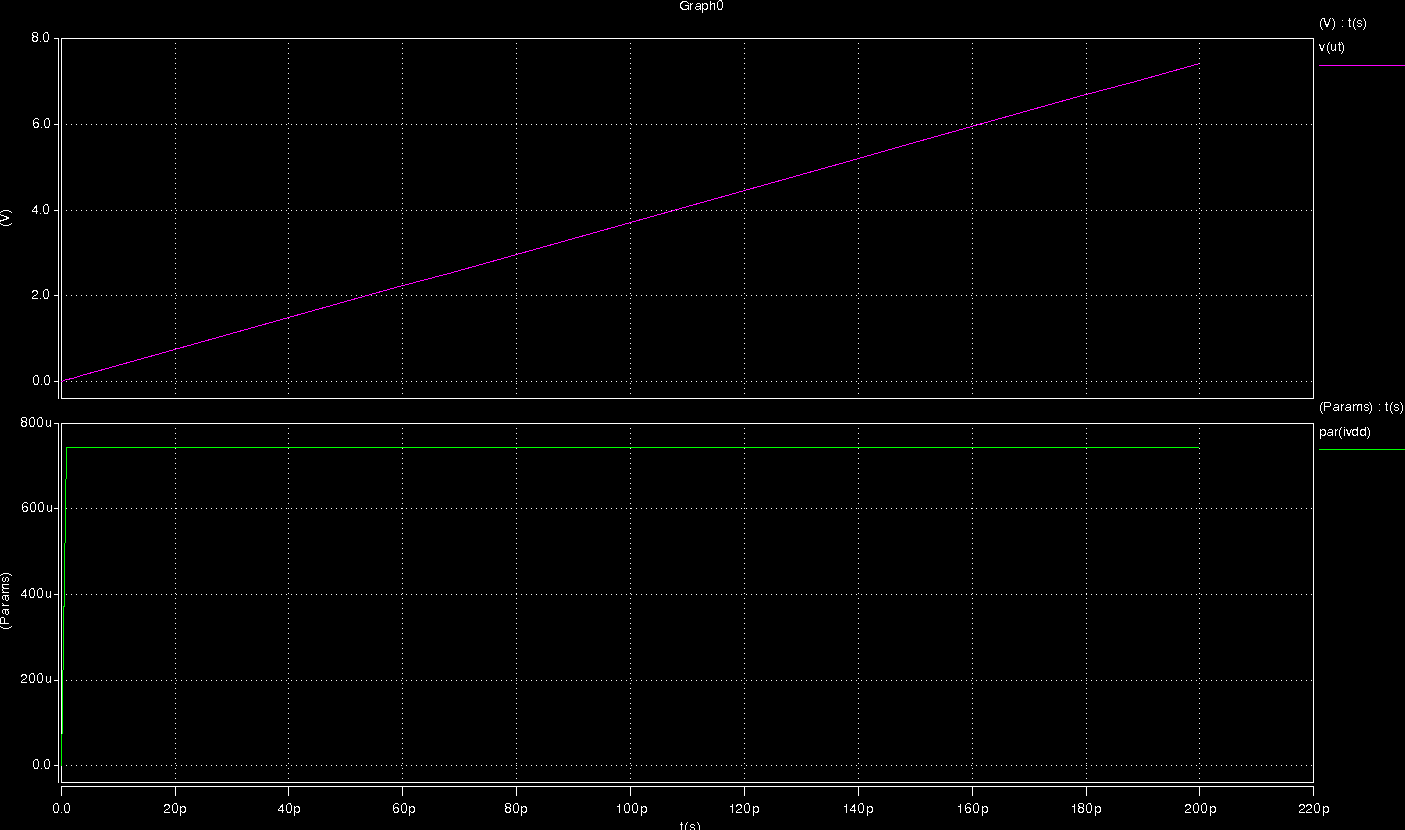 Graph0
(V) : t(s)
v(ut)
8.0
6.0
4.0
2.0
0.0
(V)
(Params) : t(s)
par(ivdd)
800u
600u
400u
200u
0.0
(Params)
0.0 20p 40p 60p 80p 100p 120p 140p 160p 180p 200p 220p
t(s)